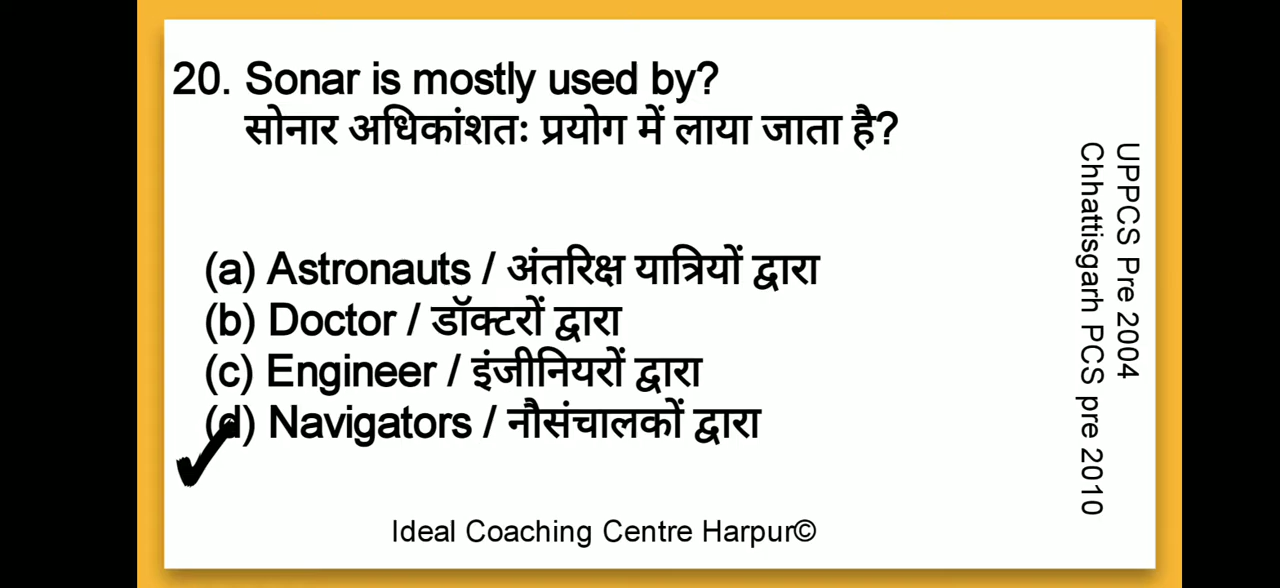 20. Sonar is mostly used by?
सोनार अधिकांशतः प्रयोग में लाया जाता है?
(a) Astronauts / अंतरिक्ष यात्रियों द्वारा
(b) Doctor / डॉक्टरों द्वारा
(c) Engineer / इंजीनियरों द्वारा
(d) Navigators / नौसंचालकों द्वारा
UPPCS Pre 2004
Chhattisgarh PCS pre 2010
Ideal Coaching Centre Harpur©